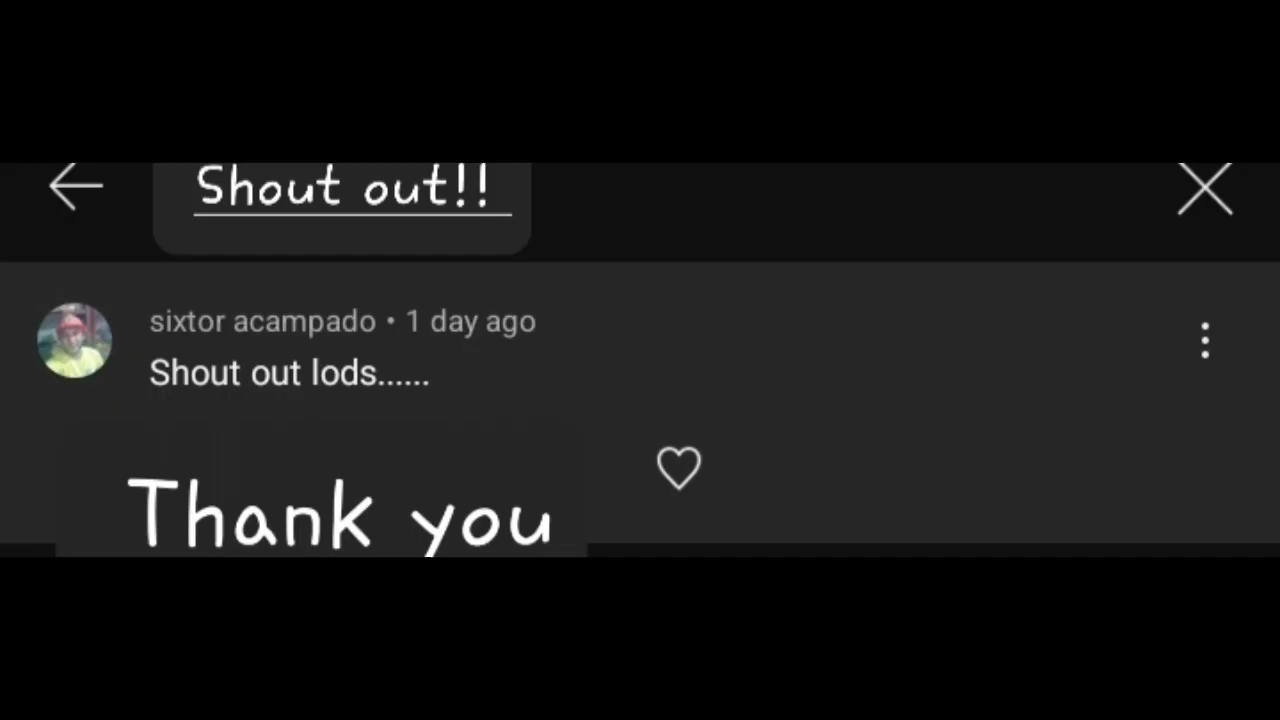 Shout out!!
sixtor acampado • 1 day ago
Shout out lods......
Thank you